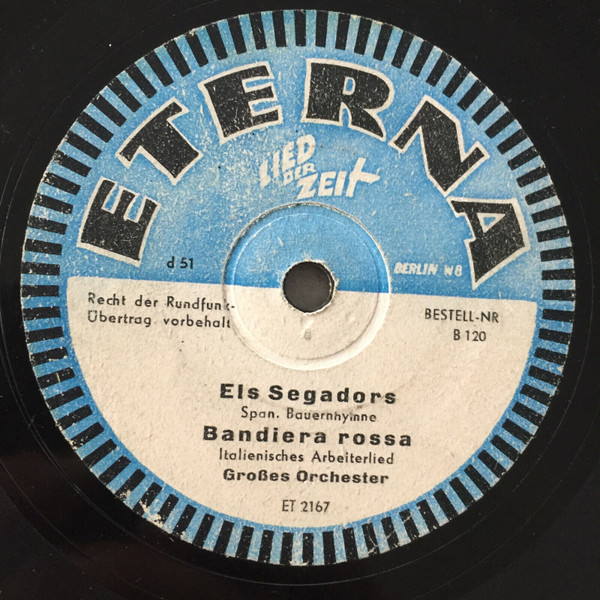 ETERNA
LIED
DER
ZEIT
d 51
BERLIN W8
Recht der Rundfunk-
Übertrag vorbehalt
BESTELL-NR
B 120
Els Segadors
Span. Bauernhymne
Bandiera rossa
Italienisches Arbeiterlied
Großes Orchester
ET 2167